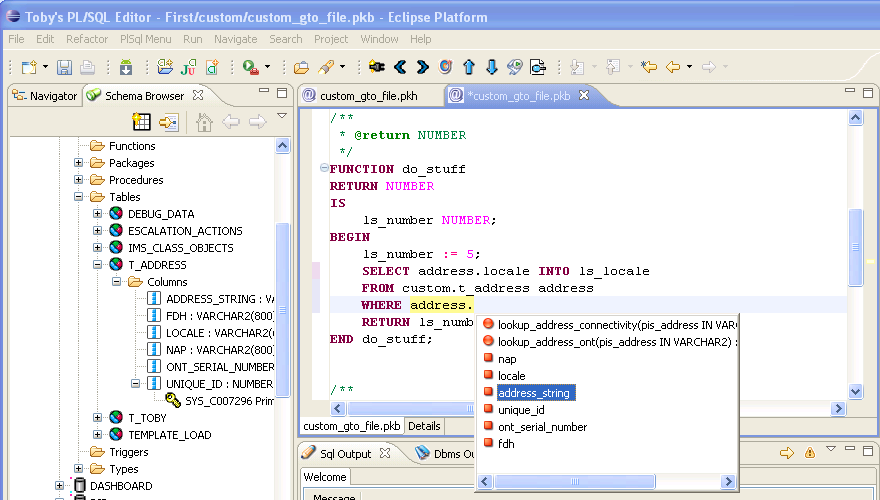 Toby's PL/SQL Editor - First/custom/custom_gto_file.pkb - Eclipse Platform
File Edit Refactor PlSql Menu Run Navigate Search Project Window Help
Navigator Schema Browser
custom_gto_file.pkh *custom_gto_file.pkb
Functions
Packages
Procedures
Tables
DEBUG_DATA
ESCALATION_ACTIONS
IMS_CLASS_OBJECTS
T_ADDRESS
Columns
ADDRESS_STRING : VA
FDH : VARCHAR2(800)
LOCALE : VARCHAR2(
NAP : VARCHAR2(800)
ONT_SERIAL_NUMBER
UNIQUE_ID : NUMBER
SYS_C007296 Prim
T_TOBY
TEMPLATE_LOAD
Triggers
Types
DASHBOARD
/**
* @return NUMBER
*/
FUNCTION do_stuff
RETURN NUMBER
IS
ls_number NUMBER;
BEGIN
ls_number := 5;
SELECT address.locale INTO ls_locale
FROM custom.t_address address
WHERE address.
RETURN ls_numb
END do_stuff;
/**
lookup_address_connectivity(pis_address IN VARC
lookup_address_ont(pis_address IN VARCHAR2) :
nap
locale
address_string
unique_id
ont_serial_number
fdh
custom_gto_file.pkb Details
Sql Output Dbms Ou
Welcome
Message